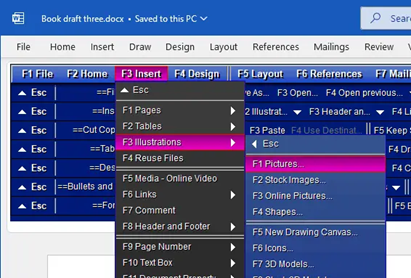 Book draft three.docx • Saved to this PC
Search
File Home Insert Draw Design Layout References Mailings Review
F1 File F2 Home F3 Insert F4 Design F5 Layout F6 References F7 Maili
Esc ==Fi Esc ve As... F3 Open... F4 Open previous...
Esc ==Ins F1 Pages F2 Illustrat... F3 Header an...
Esc ==Cut Cop F2 Tables F3 Paste F4 Use Destinat... F5 Keep S
Esc ==Tab F3 Illustrations Esc
Esc ==Des F4 Reuse Files F1 Pictures...
Esc ==Bullets and F5 Media - Online Video F2 Stock Images...
Esc ==For F6 Links F3 Online Pictures...
F7 Comment F4 Shapes...
F8 Header and Footer F5 New Drawing Canvas...
F9 Page Number F6 Icons...
F10 Text Box F7 3D Models...
F11 Document Property